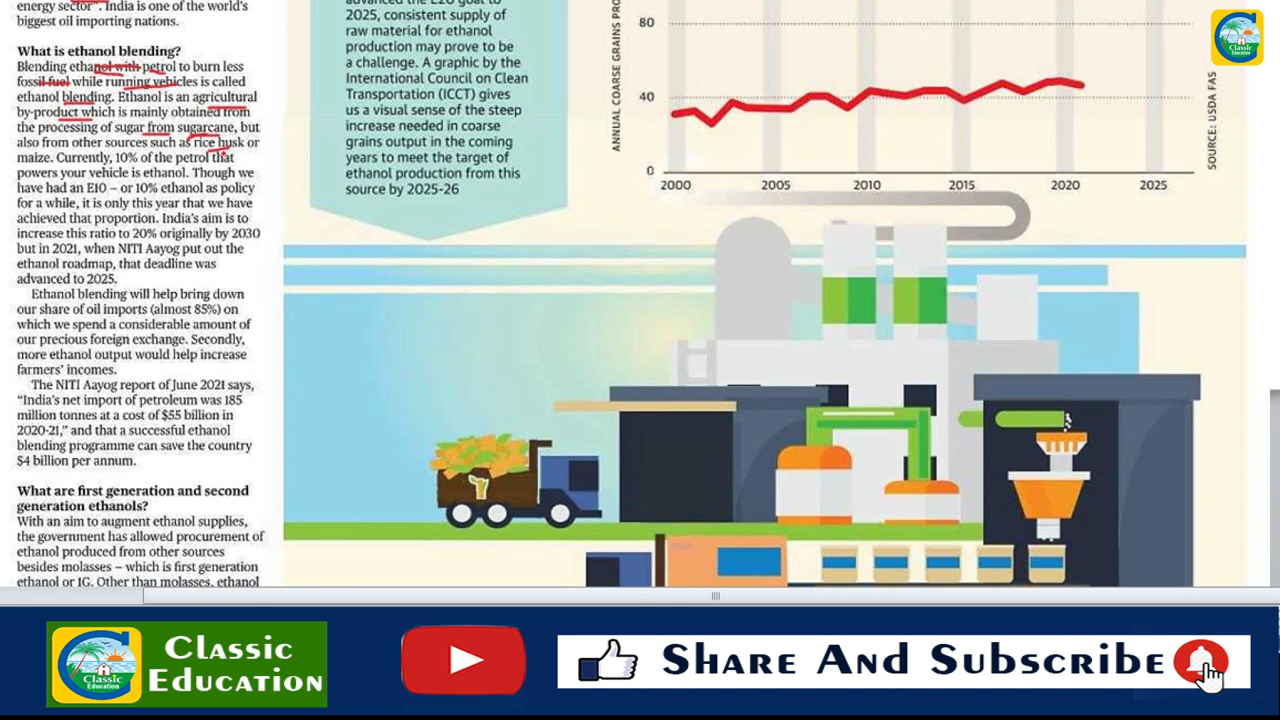 energy sector". India is one of the world's
biggest oil importing nations.
What is ethanol blending?
Blending ethanol with petrol to burn less
fossil fuel while running vehicles is called
ethanol blending. Ethanol is an agricultural
by-product which is mainly obtained from
the processing of sugar from sugarcane, but
also from other sources such as rice husk or
maize. Currently, 10% of the petrol that
powers your vehicle is ethanol. Though we
have had an E10 – or 10% ethanol as policy
for a while, it is only this year that we have
achieved that proportion. India's aim is to
increase this ratio to 20% originally by 2030
but in 2021, when NITI Aayog put out the
ethanol roadmap, that deadline was
advanced to 2025.
Ethanol blending will help bring down
our share of oil imports (almost 85%) on
which we spend a considerable amount of
our precious foreign exchange. Secondly,
more ethanol output would help increase
farmers' incomes.
The NITI Aayog report of June 2021 says,
"India's net import of petroleum was 185
million tonnes at a cost of $55 billion in
2020-21," and that a successful ethanol
blending programme can save the country
$4 billion per annum.
What are first generation and second
generation ethanols?
With an aim to augment ethanol supplies,
the government has allowed procurement of
ethanol produced from other sources
besides molasses – which is first generation
ethanol or 1G. Other than molasses, ethanol
advanced the E20 goal to
2025, consistent supply of
raw material for ethanol
production may prove to be
a challenge. A graphic by the
International Council on Clean
Transportation (ICCT) gives
us a visual sense of the steep
increase needed in coarse
grains output in the coming
years to meet the target of
ethanol production from this
source by 2025-26
ANNUAL COARSE GRAINS PRO
80
40
0
2000 2005 2010 2015 2020 2025
SOURCE: USDA FAS
Classic
Education
Classic
Education
Classic
Education
Share And Subscribe